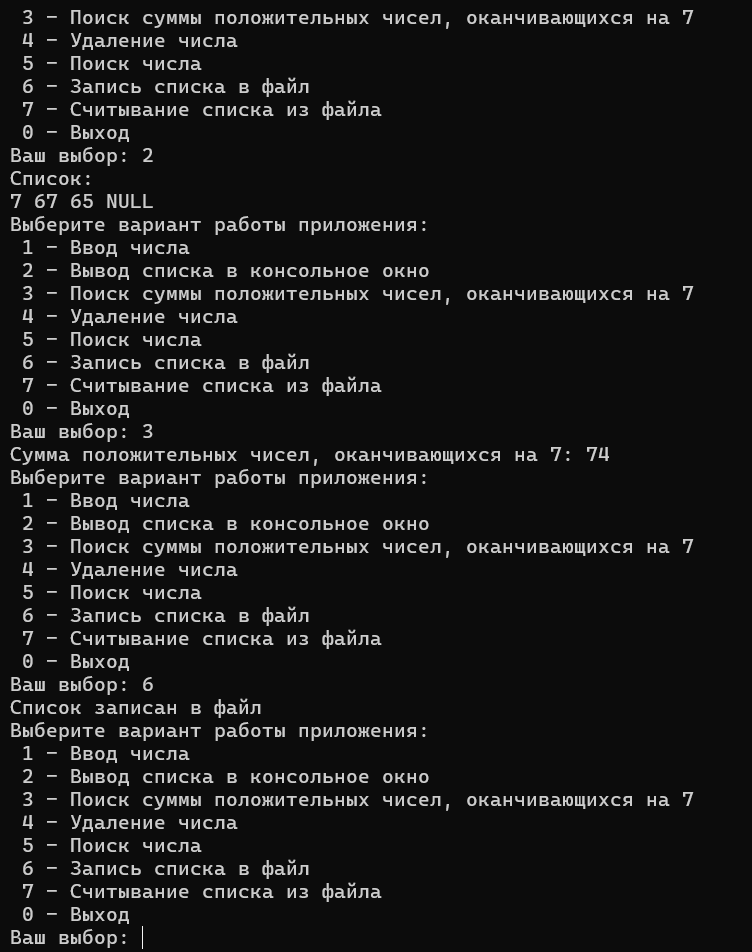 3 - Поиск суммы положительных чисел, оканчивающихся на 7
4 - Удаление числа
5 - Поиск числа
6 - Запись списка в файл
7 - Считывание списка из файла
0 - Выход
Ваш выбор: 2
Список:
7 67 65 NULL
Выберите вариант работы приложения:
1 - Ввод числа
2 - Вывод списка в консольное окно
3 - Поиск суммы положительных чисел, оканчивающихся на 7
4 - Удаление числа
5 - Поиск числа
6 - Запись списка в файл
7 - Считывание списка из файла
0 - Выход
Ваш выбор: 3
Сумма положительных чисел, оканчивающихся на 7: 74
Выберите вариант работы приложения:
1 - Ввод числа
2 - Вывод списка в консольное окно
3 - Поиск суммы положительных чисел, оканчивающихся на 7
4 - Удаление числа
5 - Поиск числа
6 - Запись списка в файл
7 - Считывание списка из файла
0 - Выход
Ваш выбор: 6
Список записан в файл
Выберите вариант работы приложения:
1 - Ввод числа
2 - Вывод списка в консольное окно
3 - Поиск суммы положительных чисел, оканчивающихся на 7
4 - Удаление числа
5 - Поиск числа
6 - Запись списка в файл
7 - Считывание списка из файла
0 - Выход
Ваш выбор: